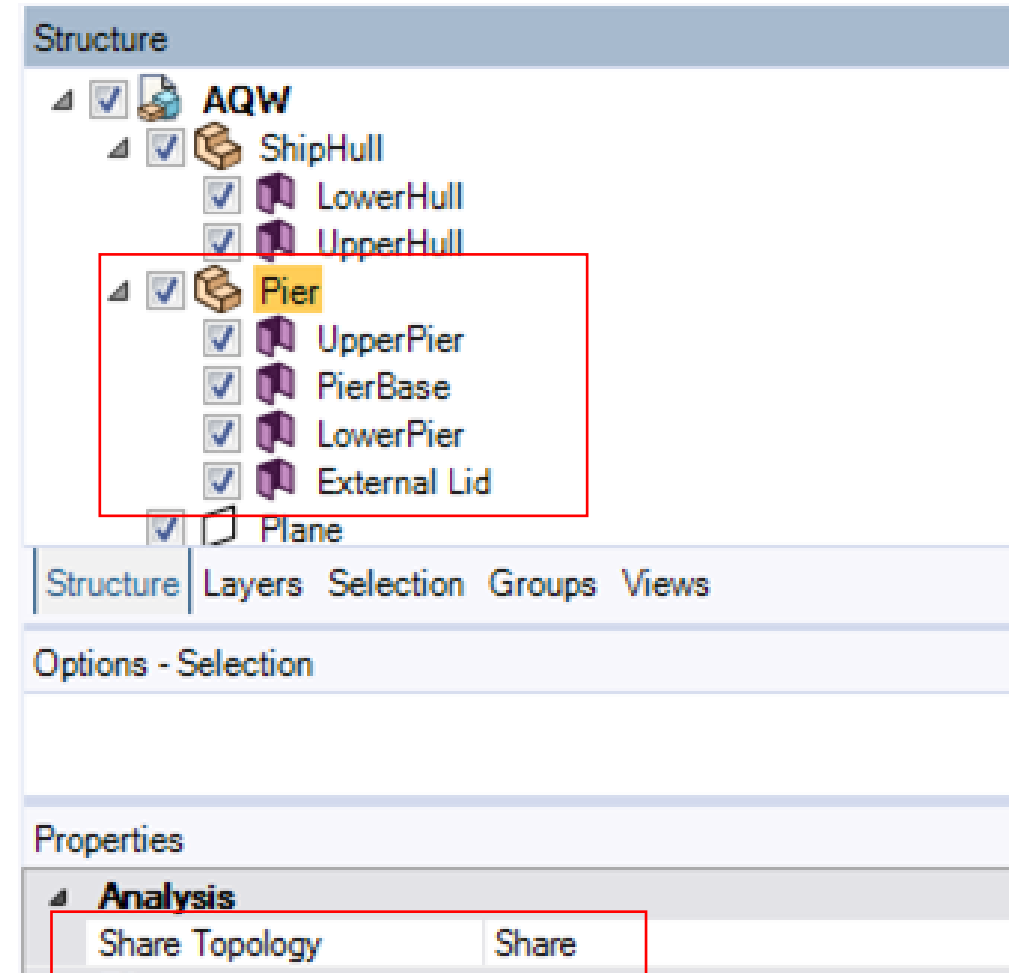 Structure
AQW
ShipHull
LowerHull
UpperHull
Pier
UpperPier
PierBase
LowerPier
External Lid
Plane
Structure Layers Selection Groups Views
Options - Selection
Properties
Analysis
Share Topology Share